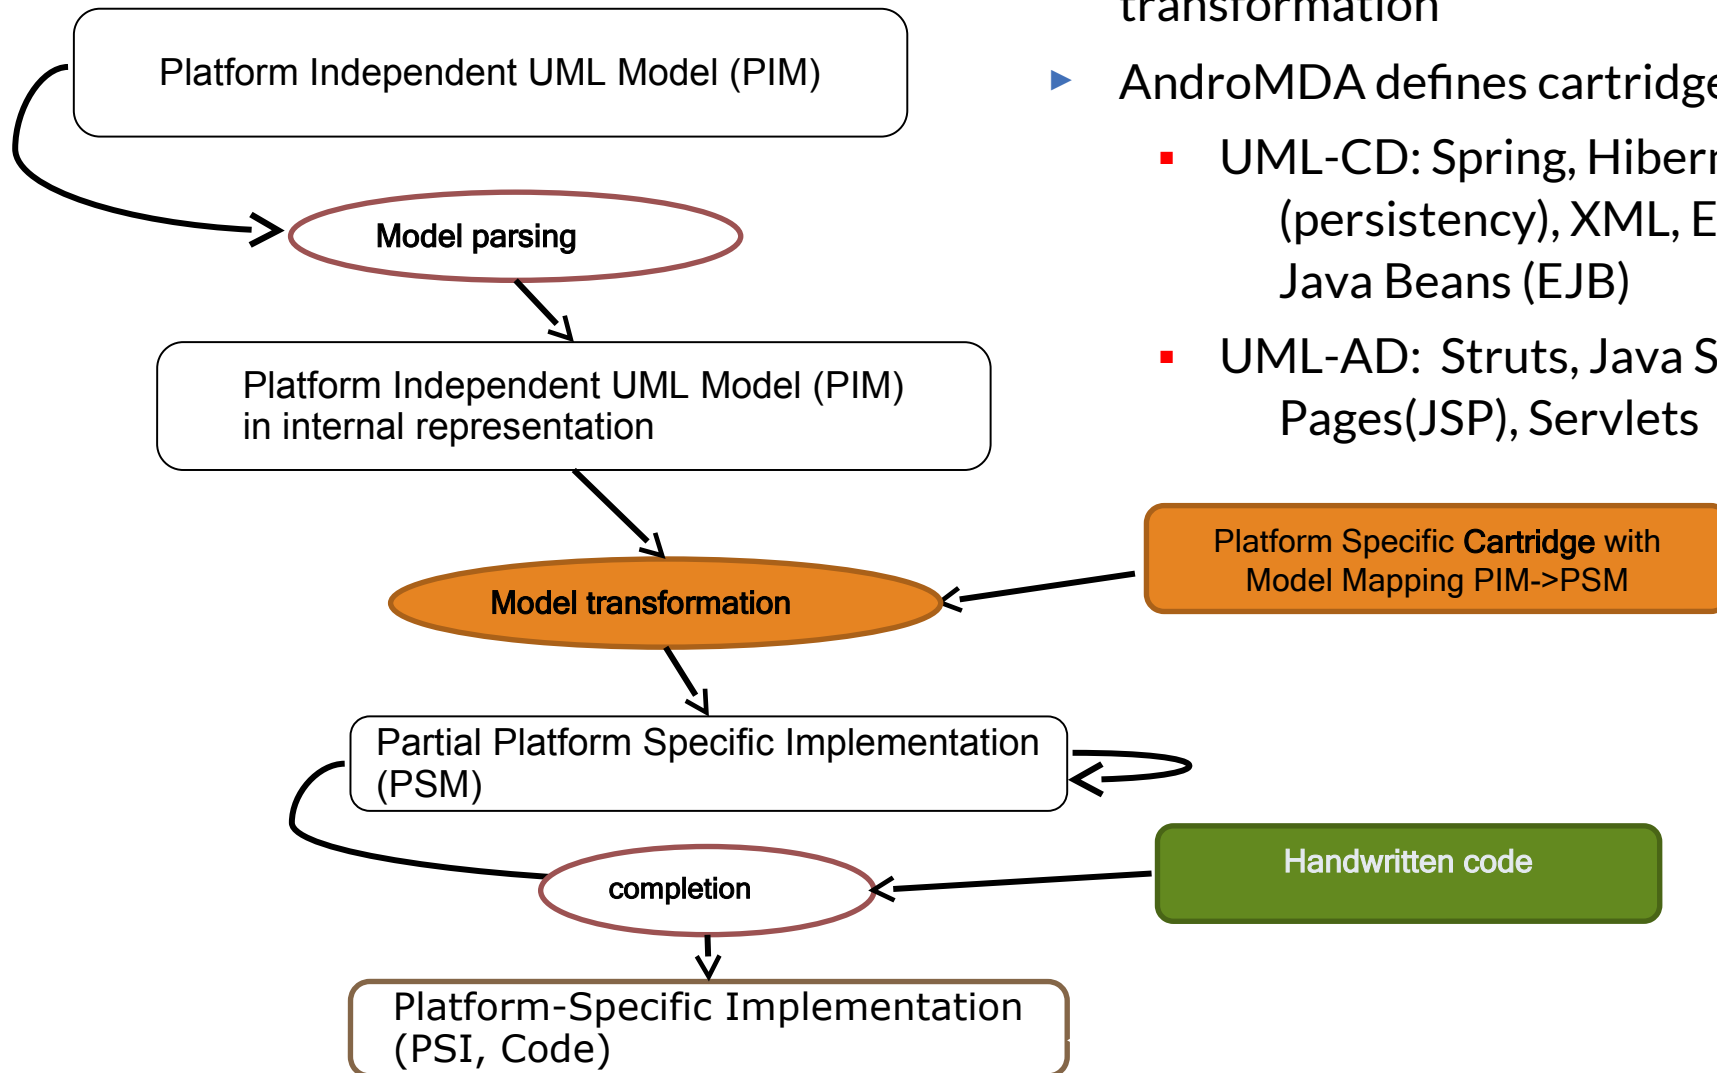 transformation
Platform Independent UML Model (PIM)
AndroMDA defines
UML-CD: Spring,
(persistency), XML,
Java Beans (EJB)
UML-AD: Struts, Java
Pages(JSP), Servlets
Model parsing
Platform Independent UML Model (PIM)
in internal representation
Platform Specific Cartridge with
Model Mapping PIM->PSM
Model transformation
Partial Platform Specific Implementation
(PSM)
Handwritten code
completion
Platform-Specific Implementation
(PSI, Code)